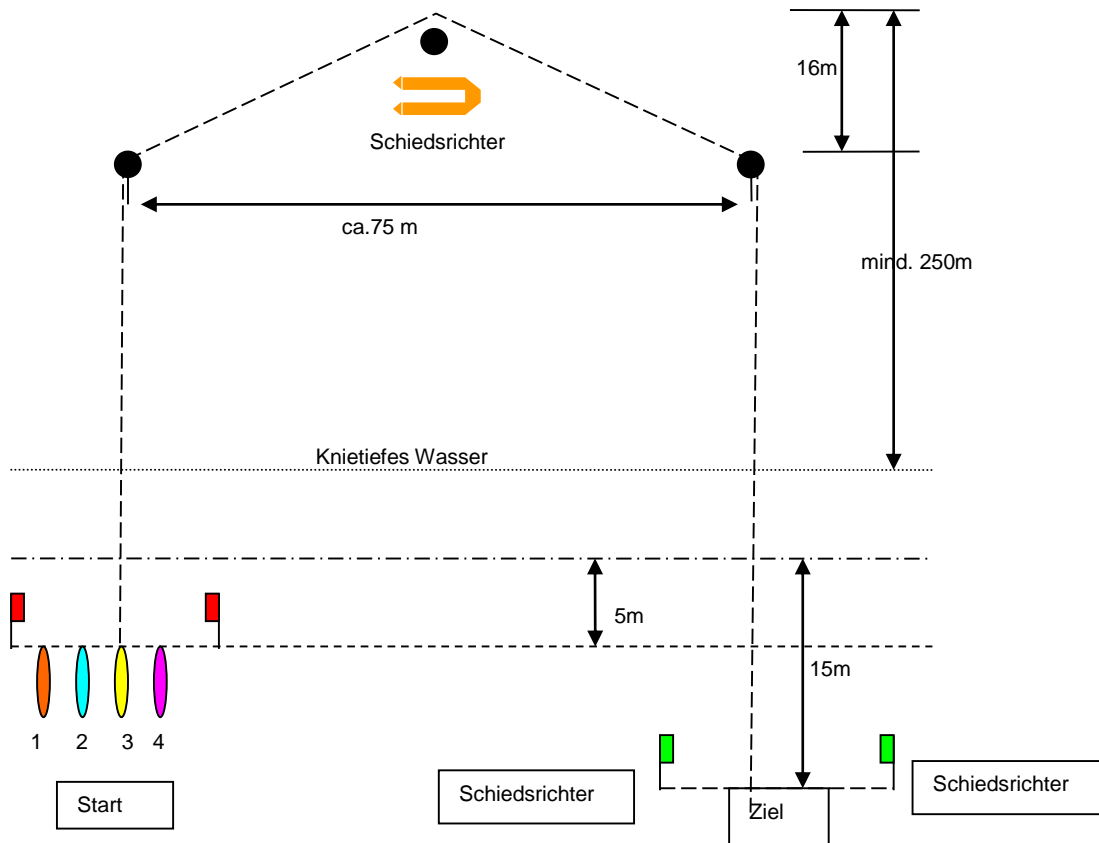 16m
Schiedsrichter
ca.75 m
mind. 250m
Knietiefes Wasser
5m
15m
1 2 3 4
Start
Schiedsrichter
Ziel
Schiedsrichter